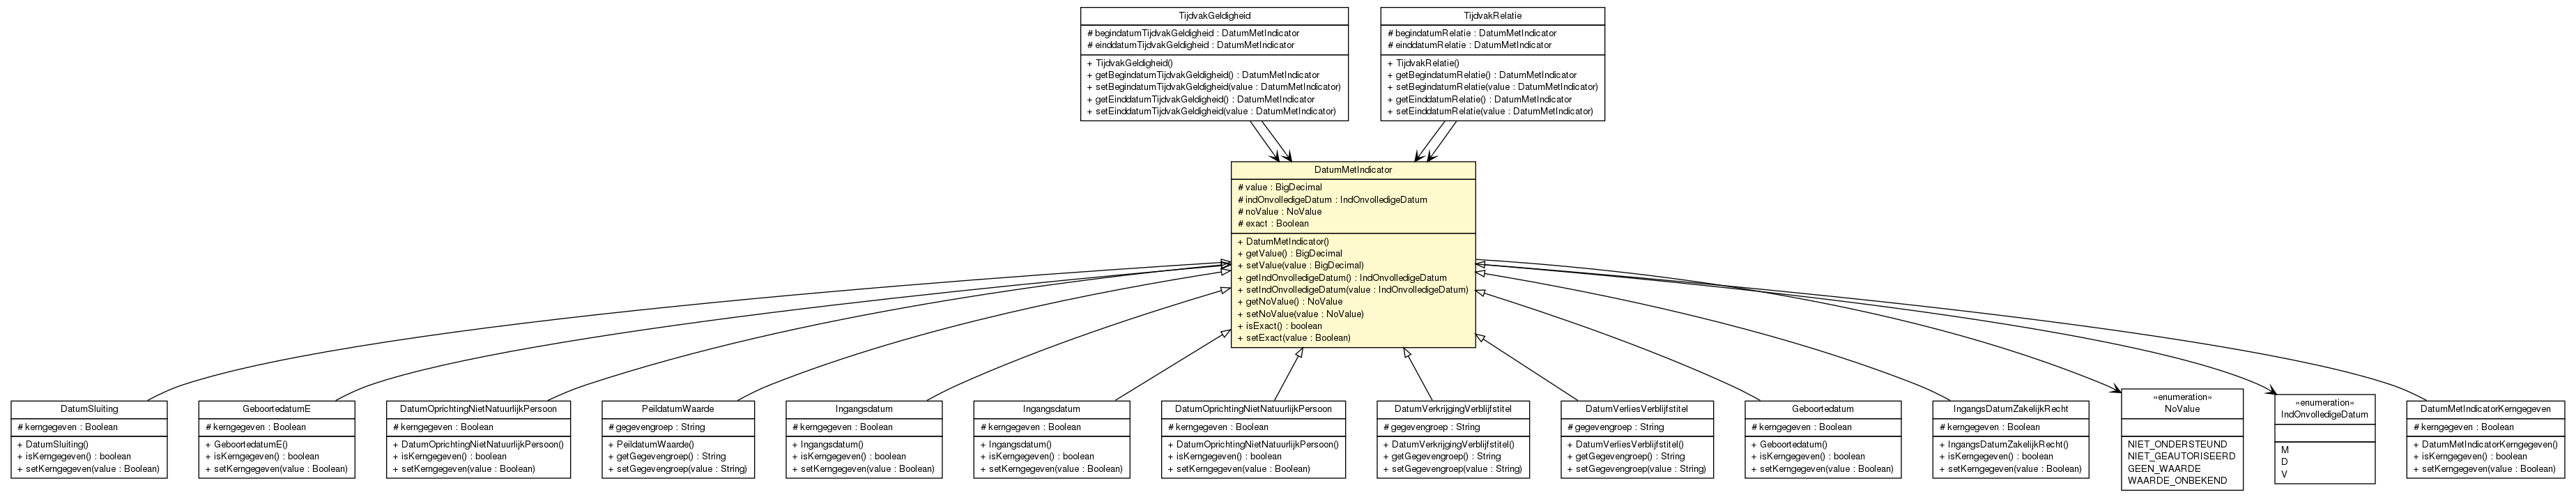 TijdvakGeldigheid
# begindatumTijdvakGeldigheid : DatumMetIndicator
# einddatumTijdvakGeldigheid : DatumMetIndicator
+ TijdvakGeldigheid()
+ getBegindatumTijdvakGeldigheid() : DatumMetIndicator
+ setBegindatumTijdvakGeldigheid(value : DatumMetIndicator)
+ getEinddatumTijdvakGeldigheid() : DatumMetIndicator
+ setEinddatumTijdvakGeldigheid(value : DatumMetIndicator)
TijdvakRelatie
# begindatumRelatie : DatumMetIndicator
# einddatumRelatie : DatumMetIndicator
+ TijdvakRelatie()
+ getBegindatumRelatie() : DatumMetIndicator
+ setBegindatumRelatie(value : DatumMetIndicator)
+ getEinddatumRelatie() : DatumMetIndicator
+ setEinddatumRelatie(value : DatumMetIndicator)
DatumMetIndicator
# value : BigDecimal
# indOnvolledigeDatum : IndOnvolledigeDatum
# noValue : NoValue
# exact : Boolean
+ DatumMetIndicator()
+ getValue() : BigDecimal
+ setValue(value : BigDecimal)
+ getIndOnvolledigeDatum() : IndOnvolledigeDatum
+ setIndOnvolledigeDatum(value : IndOnvolledigeDatum)
+ getNoValue() : NoValue
+ setNoValue(value : NoValue)
+ isExact() : boolean
+ setExact(value : Boolean)
DatumSluiting
# kerngegeven : Boolean
+ DatumSluiting()
+ isKerngegeven() : boolean
+ setKerngegeven(value : Boolean)
GeboortedatumE
# kerngegeven : Boolean
+ GeboortedatumE()
+ isKerngegeven() : boolean
+ setKerngegeven(value : Boolean)
DatumOprichtingNietNatuurlijkPersoon
# kerngegeven : Boolean
+ DatumOprichtingNietNatuurlijkPersoon()
+ isKerngegeven() : boolean
+ setKerngegeven(value : Boolean)
PeildatumWaarde
# gegevengroep : String
+ PeildatumWaarde()
+ getGegevengroep() : String
+ setGegevengroep(value : String)
Ingangsdatum
# kerngegeven : Boolean
+ Ingangsdatum()
+ isKerngegeven() : boolean
+ setKerngegeven(value : Boolean)
Ingangsdatum
# kerngegeven : Boolean
+ Ingangsdatum()
+ isKerngegeven() : boolean
+ setKerngegeven(value : Boolean)
DatumOprichtingNietNatuurlijkPersoon
# kerngegeven : Boolean
+ DatumOprichtingNietNatuurlijkPersoon()
+ isKerngegeven() : boolean
+ setKerngegeven(value : Boolean)
DatumVerkrijgingVerblijfstitel
# gegevengroep : String
+ DatumVerkrijgingVerblijfstitel()
+ getGegevengroep() : String
+ setGegevengroep(value : String)
DatumVerliesVerblijfstitel
# gegevengroep : String
+ DatumVerliesVerblijfstitel()
+ getGegevengroep() : String
+ setGegevengroep(value : String)
Geboortedatum
# kerngegeven : Boolean
+ Geboortedatum()
+ isKerngegeven() : boolean
+ setKerngegeven(value : Boolean)
IngangsDatumZakelijkRecht
# kerngegeven : Boolean
+ IngangsDatumZakelijkRecht()
+ isKerngegeven() : boolean
+ setKerngegeven(value : Boolean)
«enumeration»
NoValue
NIET_ONDERSTEUND
NIET_GEAUTORISEERD
GEEN_WAARDE
WAARDE_ONBEKEND
«enumeration»
IndOnvolledigeDatum
M
D
V
DatumMetIndicatorKerngegeven
# kerngegeven : Boolean
+ DatumMetIndicatorKerngegeven()
+ isKerngegeven() : boolean
+ setKerngegeven(value : Boolean)